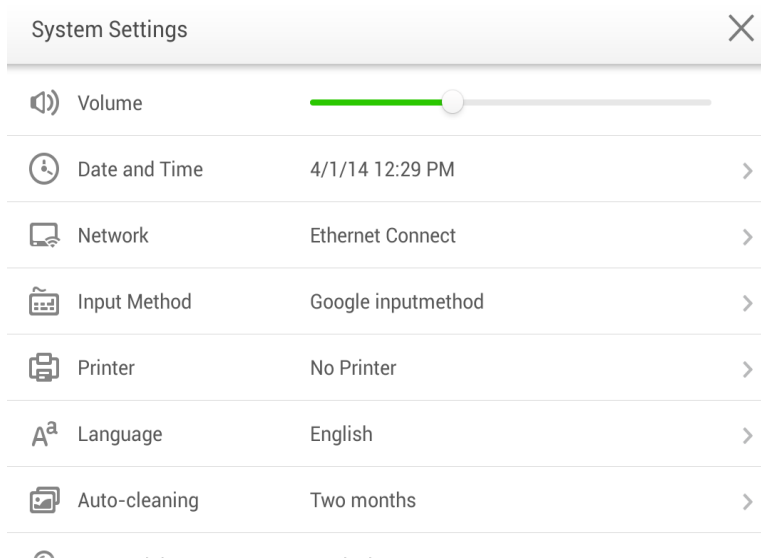 System Settings
Volume
Date and Time 4/1/14 12:29 PM
Network Ethernet Connect
Input Method Google inputmethod
Printer No Printer
Language English
Auto-cleaning Two months